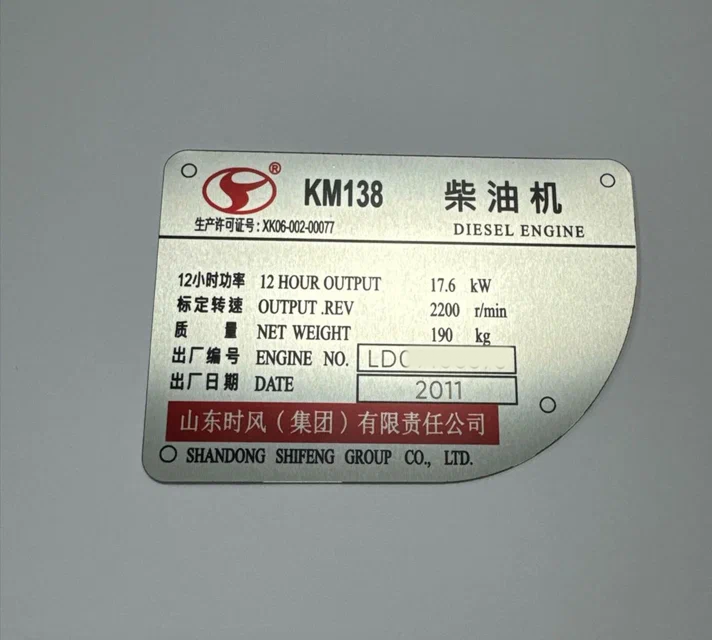 ® KM138 柴油机
生产许可证号:XK06-002-00077
DIESEL ENGINE
12小时功率 12 HOUR OUTPUT 17.6 kW
标定转速 OUTPUT .REV 2200 r/min
质 量 NET WEIGHT 190 kg
出厂编号 ENGINE NO.
出厂日期 DATE 2011
山东时风(集团)有限责任公司
SHANDONG SHIFENG GROUP CO., LTD.